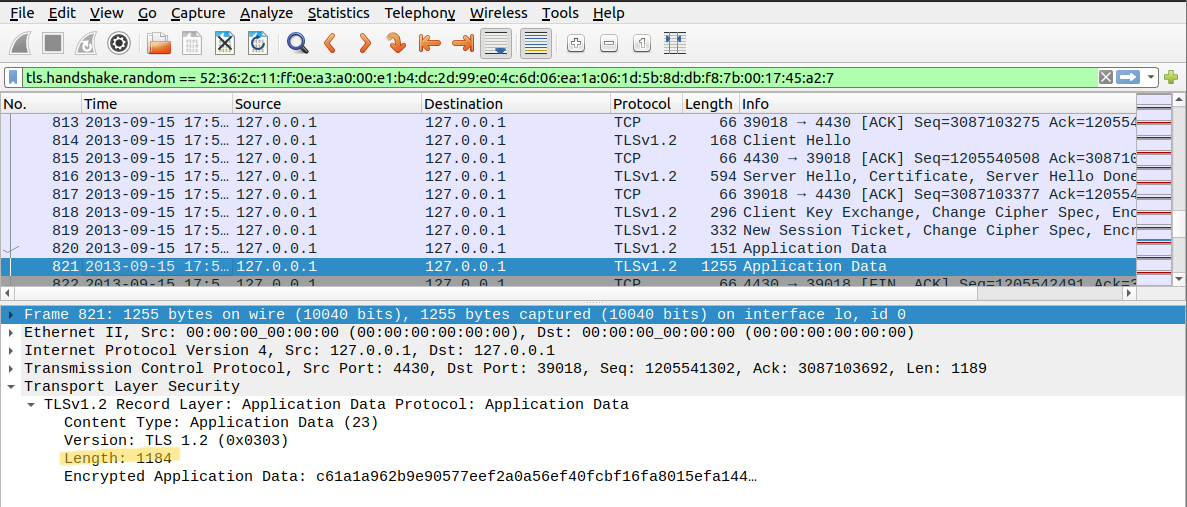 File Edit View Go Capture Analyze Statistics Telephony Wireless Tools Help
tls.handshake.random == 52:36:2c:11:ff:0e:a3:a0:00:e1:b4:dc:2d:99:e0:4c:6d:06:ea:1a:06:1d:5b:8d:db:f8:7b:00:17:45:a2:7
No. Time Source Destination Protocol Length Info
813 2013-09-15 17:5… 127.0.0.1 127.0.0.1 TCP 66 39018 → 4430 [ACK] Seq=3087103275 Ack=120554
814 2013-09-15 17:5… 127.0.0.1 127.0.0.1 TLSv1.2 168 Client Hello
815 2013-09-15 17:5… 127.0.0.1 127.0.0.1 TCP 66 4430 → 39018 [ACK] Seq=1205540508 Ack=308710
816 2013-09-15 17:5… 127.0.0.1 127.0.0.1 TLSv1.2 594 Server Hello, Certificate, Server Hello Done
817 2013-09-15 17:5… 127.0.0.1 127.0.0.1 TCP 66 39018 → 4430 [ACK] Seq=3087103377 Ack=120554
818 2013-09-15 17:5… 127.0.0.1 127.0.0.1 TLSv1.2 296 Client Key Exchange, Change Cipher Spec, Enc
819 2013-09-15 17:5… 127.0.0.1 127.0.0.1 TLSv1.2 332 New Session Ticket, Change Cipher Spec, Encr
820 2013-09-15 17:5… 127.0.0.1 127.0.0.1 TLSv1.2 151 Application Data
821 2013-09-15 17:5… 127.0.0.1 127.0.0.1 TLSv1.2 1255 Application Data
822 2013-09-15 17:5… 127.0.0.1 127.0.0.1 TCP 66 4430 → 39018 [FIN, ACK] Seq=1205542491 Ack=3
Frame 821: 1255 bytes on wire (10040 bits), 1255 bytes captured (10040 bits) on interface lo, id 0
Ethernet II, Src: 00:00:00_00:00:00 (00:00:00:00:00:00), Dst: 00:00:00_00:00:00 (00:00:00:00:00:00)
Internet Protocol Version 4, Src: 127.0.0.1, Dst: 127.0.0.1
Transmission Control Protocol, Src Port: 4430, Dst Port: 39018, Seq: 1205541302, Ack: 3087103692, Len: 1189
Transport Layer Security
TLSv1.2 Record Layer: Application Data Protocol: Application Data
Content Type: Application Data (23)
Version: TLS 1.2 (0x0303)
Length: 1184
Encrypted Application Data: c61a1a962b9e90577eef2a0a56ef40fcbf16fa8015efa144…